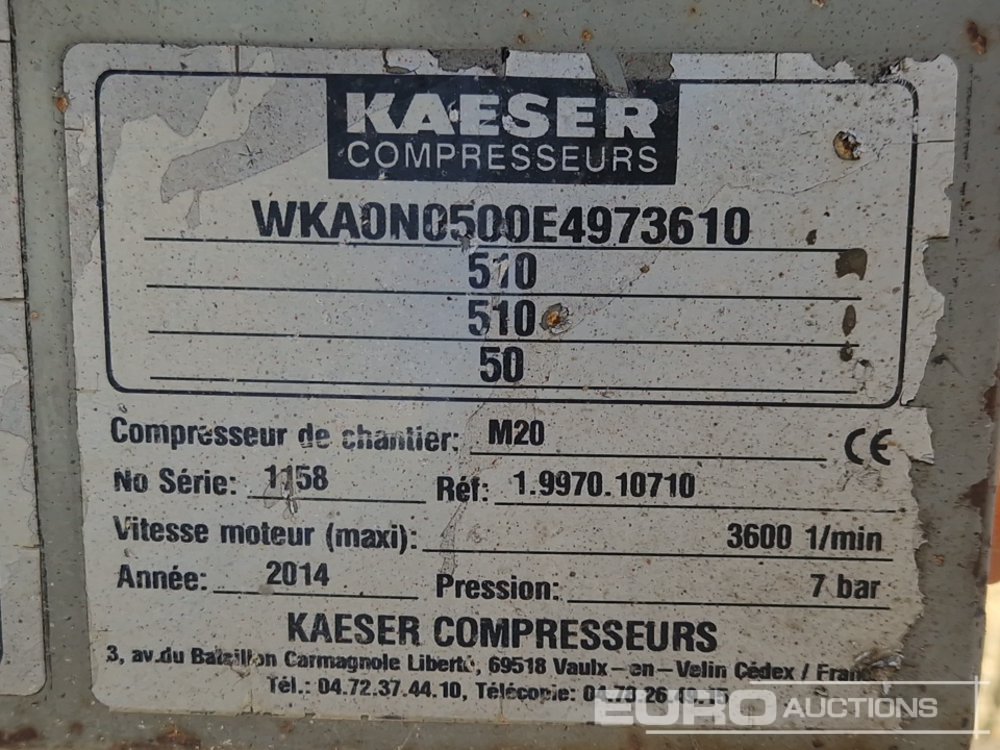 KAESER
COMPRESSEURS
WKA0N0500E4973610
510
510
50
Compresseur de chantier: M20
CE
No Série: 1158 Réf: 1.9970.10710
Vitesse moteur (maxi): 3600 1/min
Année: 2014 Pression: 7 bar
KAESER COMPRESSEURS
3, av.du Bataillon Carmagnole Liberté, 69518 Vaulx-en-Velin Cédex / France
Tél.: 04.72.37.44.10, Télécopie:
EURO AUCTIONS